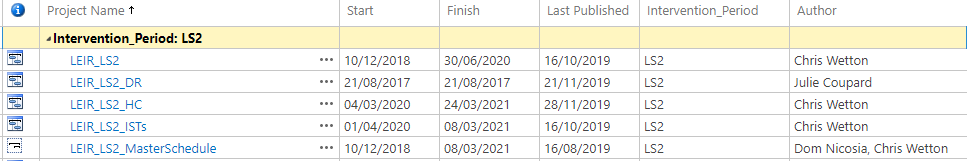 Project Name ↑ Start Finish Last Published Intervention_Period Author
Intervention_Period: LS2
LEIR_LS2 ••• 10/12/2018 30/06/2020 16/10/2019 LS2 Chris Wetton
LEIR_LS2_DR ••• 21/08/2017 21/08/2017 21/11/2019 LS2 Julie Coupard
LEIR_LS2_HC ••• 04/03/2020 24/03/2021 28/11/2019 LS2 Chris Wetton
LEIR_LS2_ISTs ••• 01/04/2020 08/03/2021 16/10/2019 LS2 Chris Wetton
LEIR_LS2_MasterSchedule ••• 10/12/2018 08/03/2021 16/08/2019 LS2 Dom Nicosia, Chris Wetton